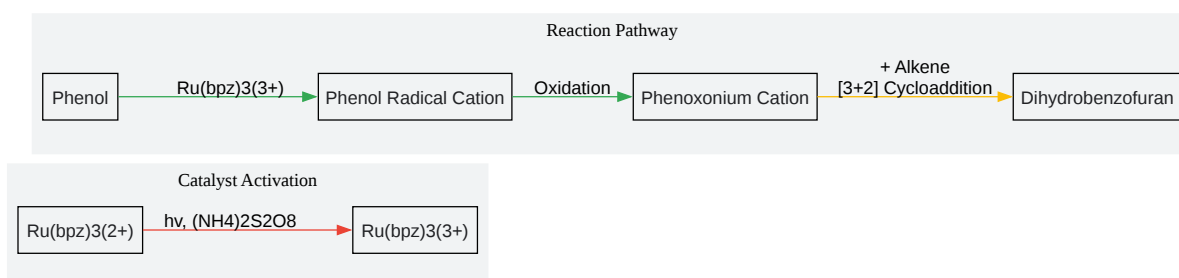 Reaction Pathway
Phenol
Ru(bpz)3(3+)
Phenol Radical Cation
Oxidation
Phenoxonium Cation
+ Alkene
[3+2] Cycloaddition
Dihydrobenzofuran
Catalyst Activation
Ru(bpz)3(2+)
hv, (NH4)2S2O8
Ru(bpz)3(3+)